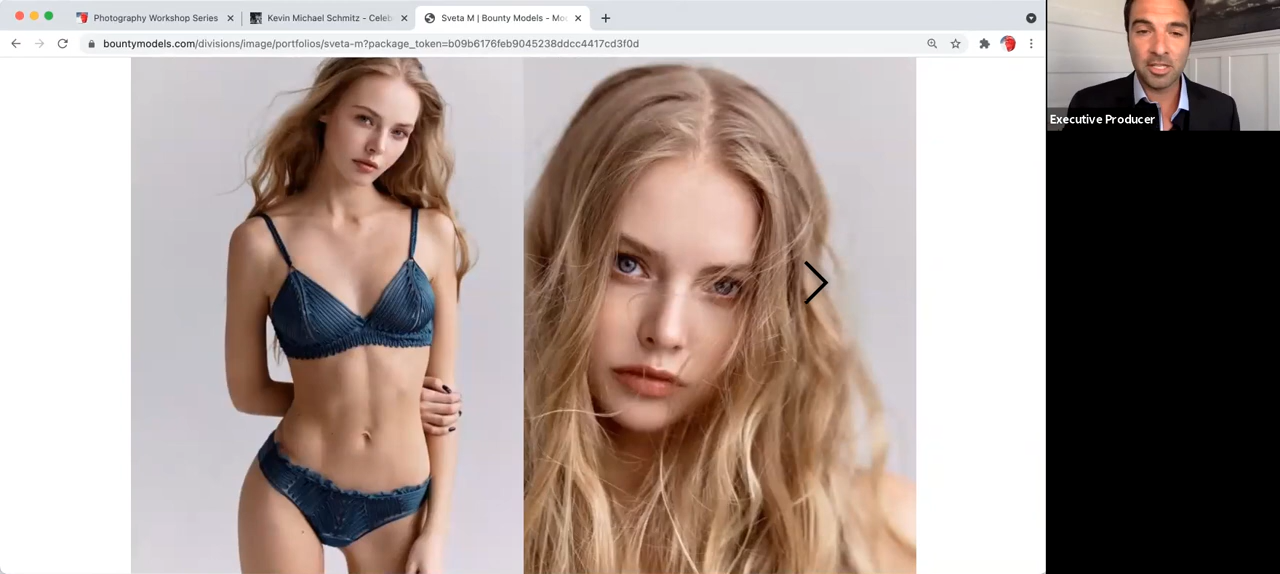 Photography Workshop Series
Kevin Michael Schmitz - Celeb
Sveta M | Bounty Models - Mo
bountymodels.com/divisions/image/portfolios/sveta-m?package_token=b09b6176feb9045238ddcc4417cd3f0d
Executive Producer